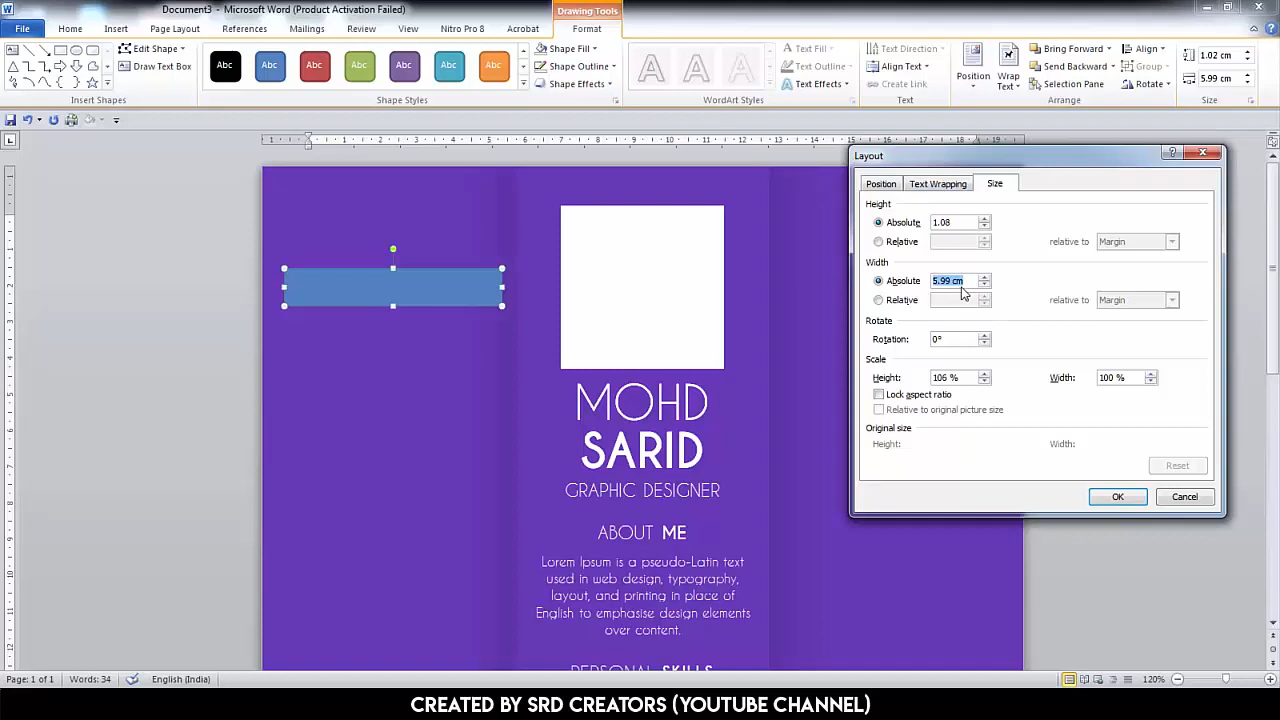 Document3 - Microsoft Word (Product Activation Failed)
Drawing Tools
File Home Insert Page Layout References Mailings Review View Nitro Pro 8 Acrobat Format
Edit Shape
Draw Text Box
Insert Shapes
Abc Abc Abc Abc Abc Abc Abc
Shape Fill
Shape Outline
Shape Effects
Shape Styles
A A A
Text Fill
Text Outline
Text Effects
WordArt Styles
Text Direction
Align Text
Create Link
Text
Position
Wrap
Text
Bring Forward
Send Backward
Selection Pane
Align
Group
Rotate
Arrange
1.02 cm
5.99 cm
Size
Layout
Position Text Wrapping Size
Height
Absolute 1.08
Relative relative to Margin
Width
Absolute 5.99 cm
Relative relative to Margin
Rotate
Rotation: 0°
Scale
Height: 106 % Width: 100 %
Lock aspect ratio
Relative to original picture size
Original size
Height: Width:
Reset
OK Cancel
MOHD
SARID
GRAPHIC DESIGNER
ABOUT ME
Lorem Ipsum is a pseudo-Latin text
used in web design, typography,
layout, and printing in place of
English to emphasise design elements
over content.
PERSONAL SKILLS
Page: 1 of 1 Words: 34 English (India) 120%
CREATED BY SRD CREATORS (YOUTUBE CHANNEL)